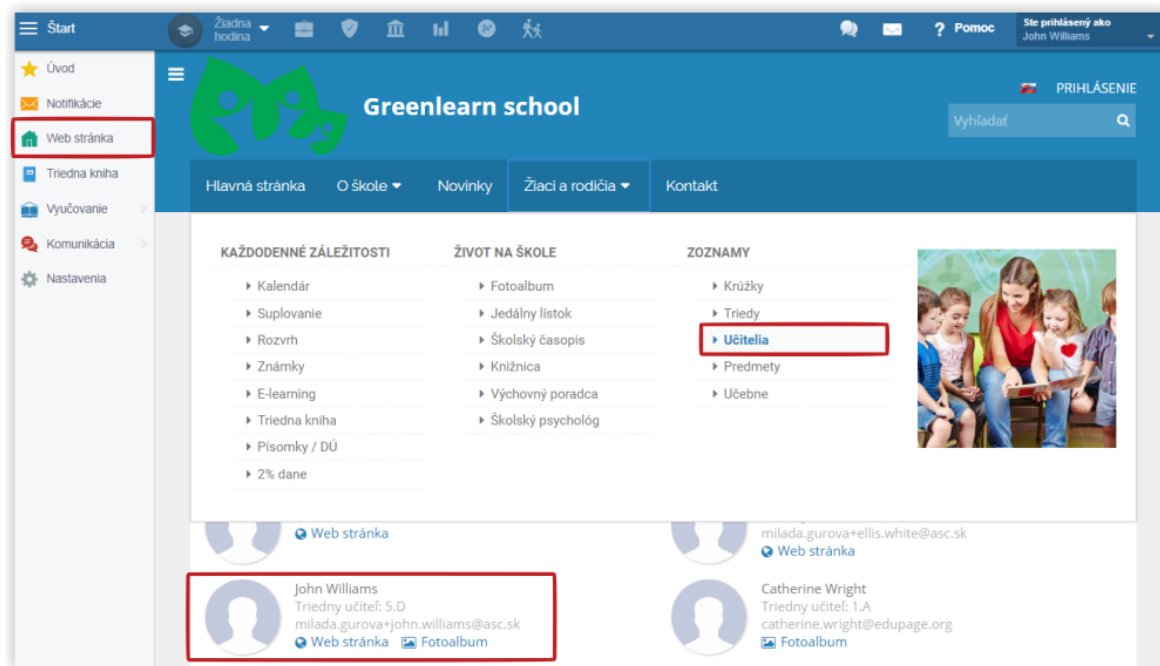 Štart
Žiadna
hodina
? Pomoc
Ste prihlásený ako
John Williams
Úvod
Notifikácie
Web stránka
Triedna kniha
Vyučovanie
Komunikácia
Nastavenia
Greenlearn school
PRIHLÁSENIE
Vyhľadať
Hlavná stránka O škole Novinky Žiaci a rodičia Kontakt
KAŽDODENNÉ ZÁLEŽITOSTI
Kalendár
Suplovanie
Rozvrh
Známky
E-learning
Triedna kniha
Písomky / DÚ
2% dane
ŽIVOT NA ŠKOLE
Fotoalbum
Jedálny lístok
Školský časopis
Knižnica
Výchovný poradca
Školský psychológ
ZOZNAMY
Krúžky
Triedy
Učitelia
Predmety
Učebne
Web stránka
milada.gurova+ellis.white@asc.sk
Web stránka
John Williams
Triedny učiteľ: 5.D
milada.gurova+john.williams@asc.sk
Web stránka Fotoalbum
Catherine Wright
Triedny učiteľ: 1.A
catherine.wright@edupage.org
Fotoalbum